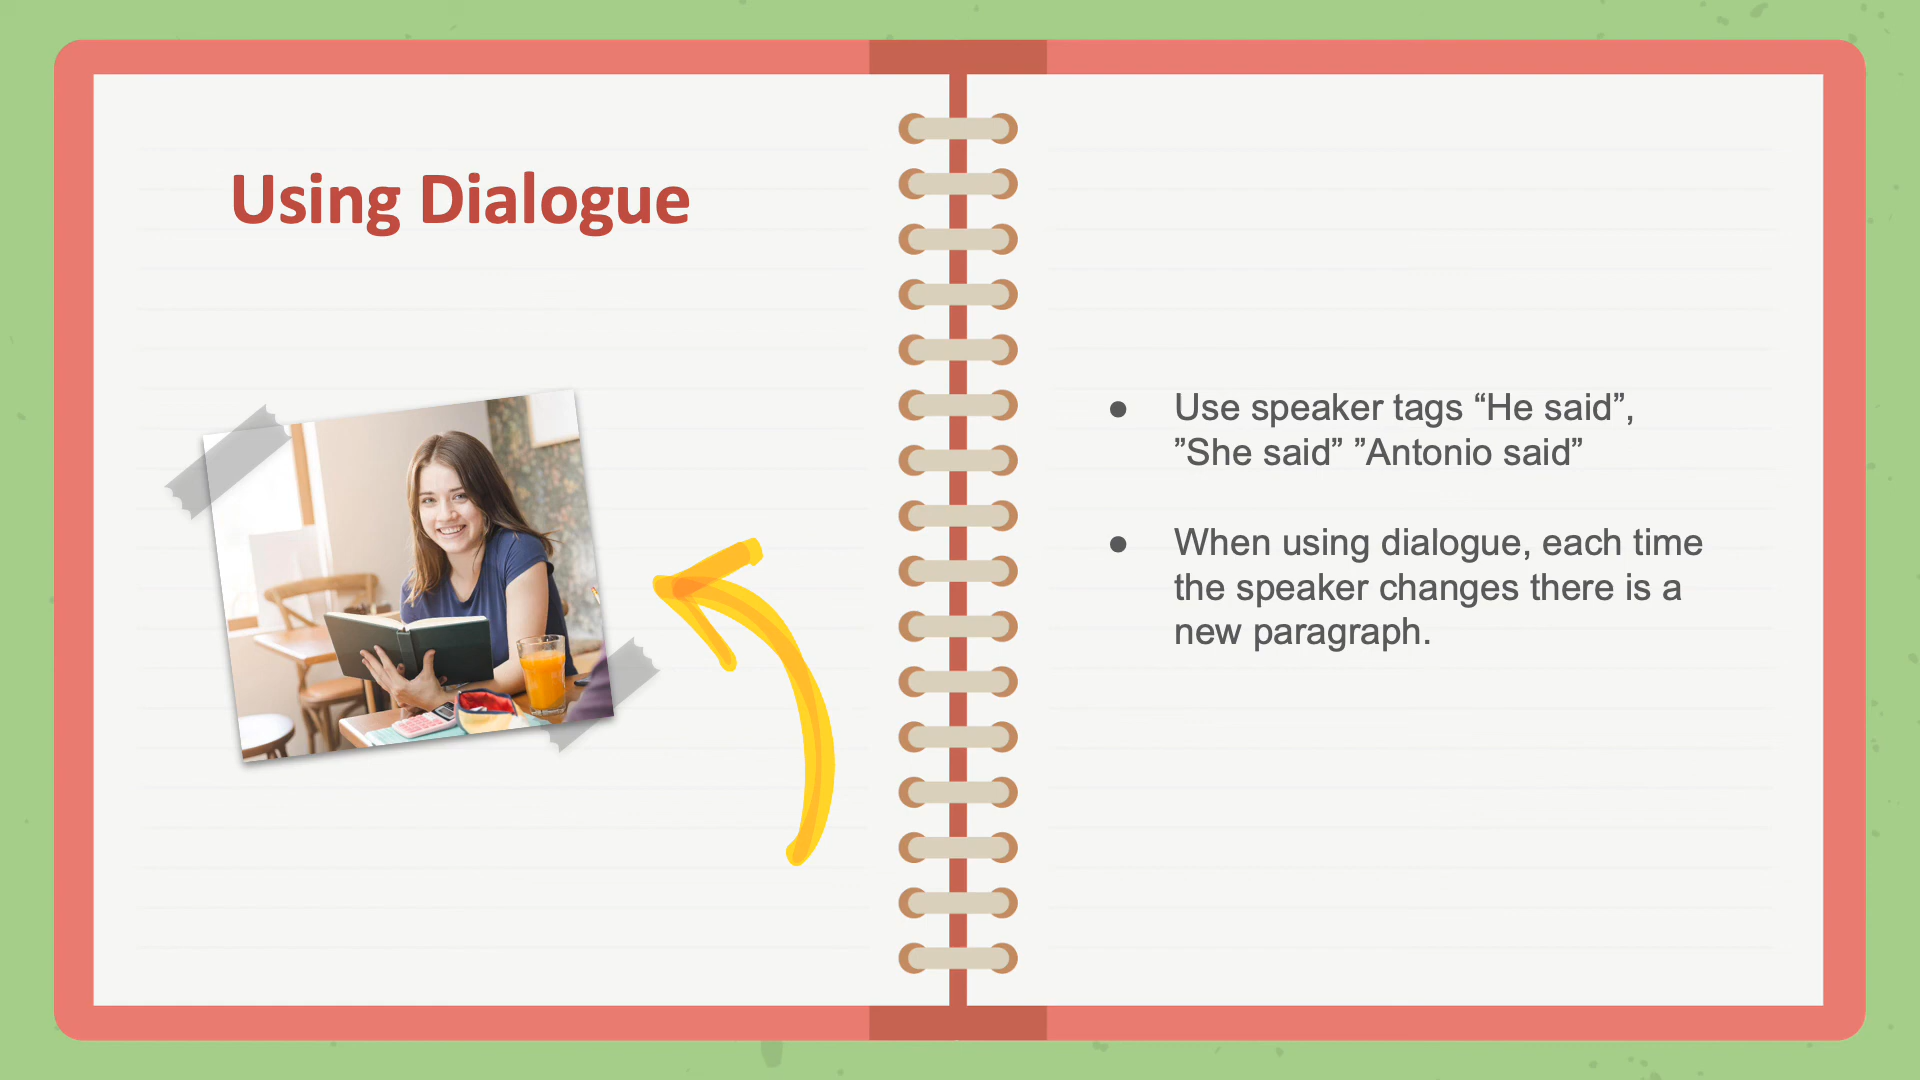 Using Dialogue
● Use speaker tags “He said”,
”She said” ”Antonio said”
● When using dialogue, each time
the speaker changes there is a
new paragraph.